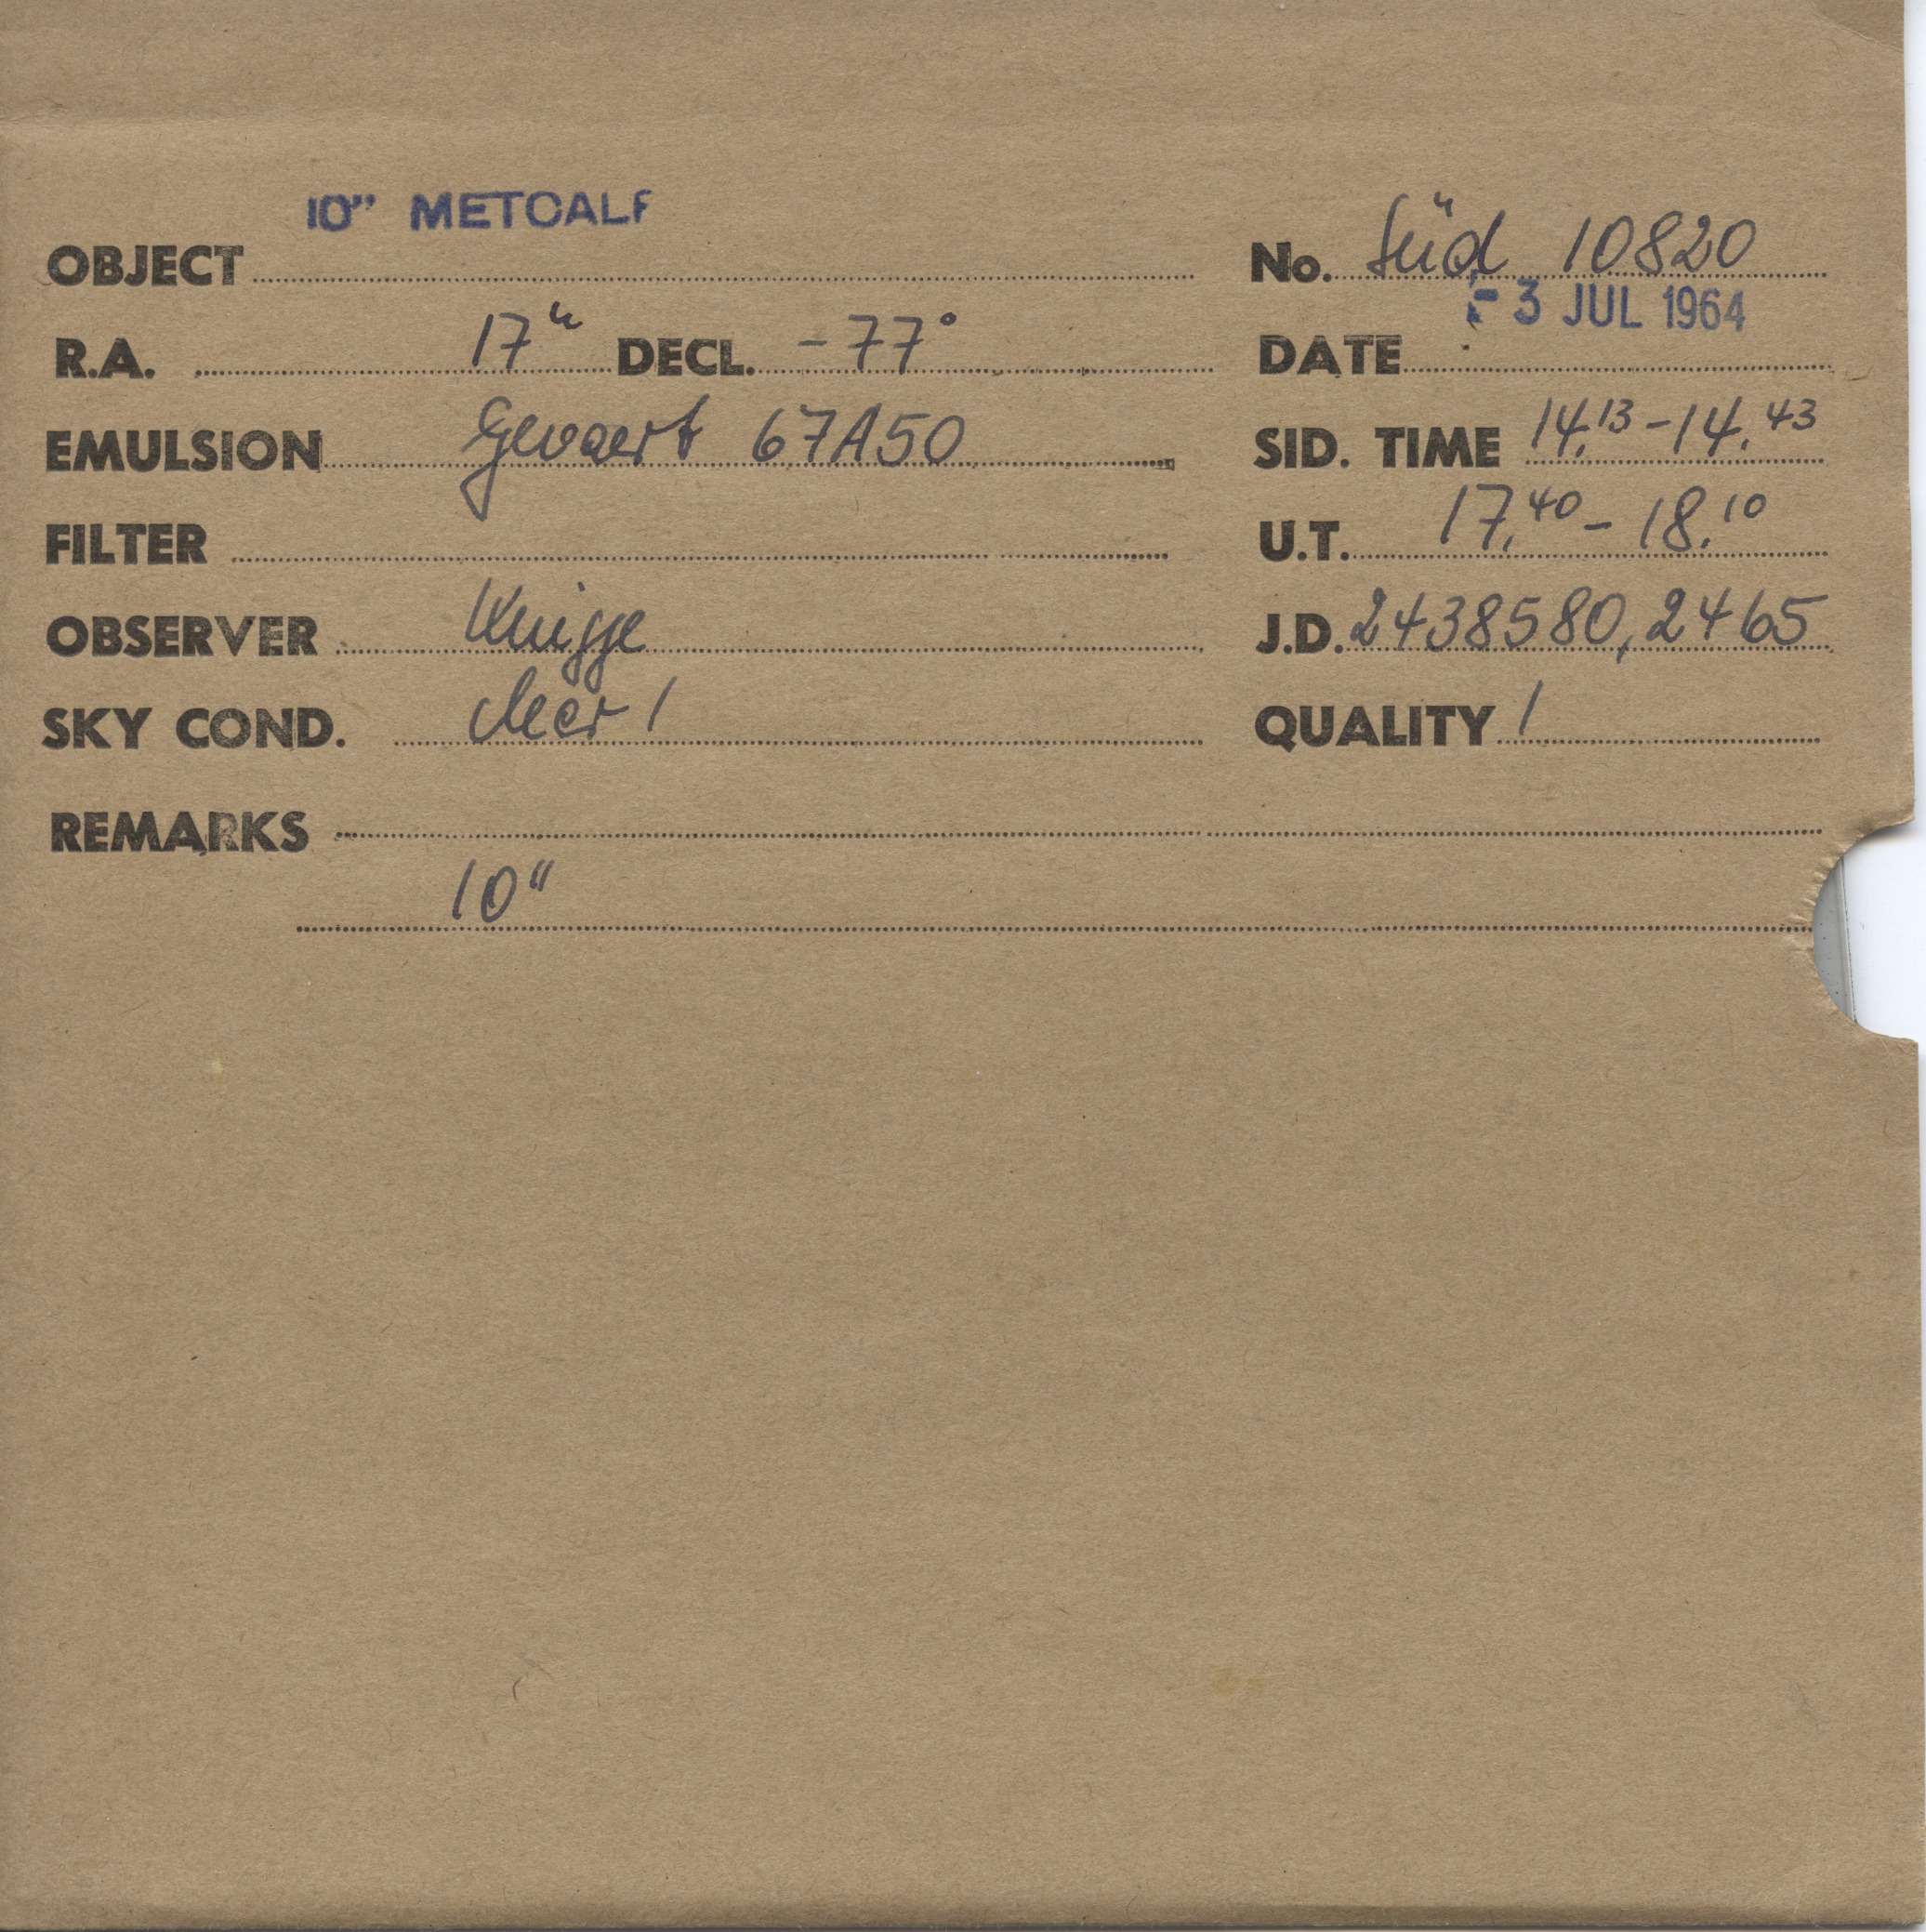 10" METCALF
OBJECT No. Süd 10820
R.A. 17h DECL. -77° DATE - 3 JUL 1964
EMULSION Gevaert 67A50 SID. TIME 14,13 - 14,43
FILTER U.T. 17,40 - 18,10
OBSERVER Knigge J.D. 2438580,2465
SKY COND. clear 1 QUALITY 1
REMARKS
10"